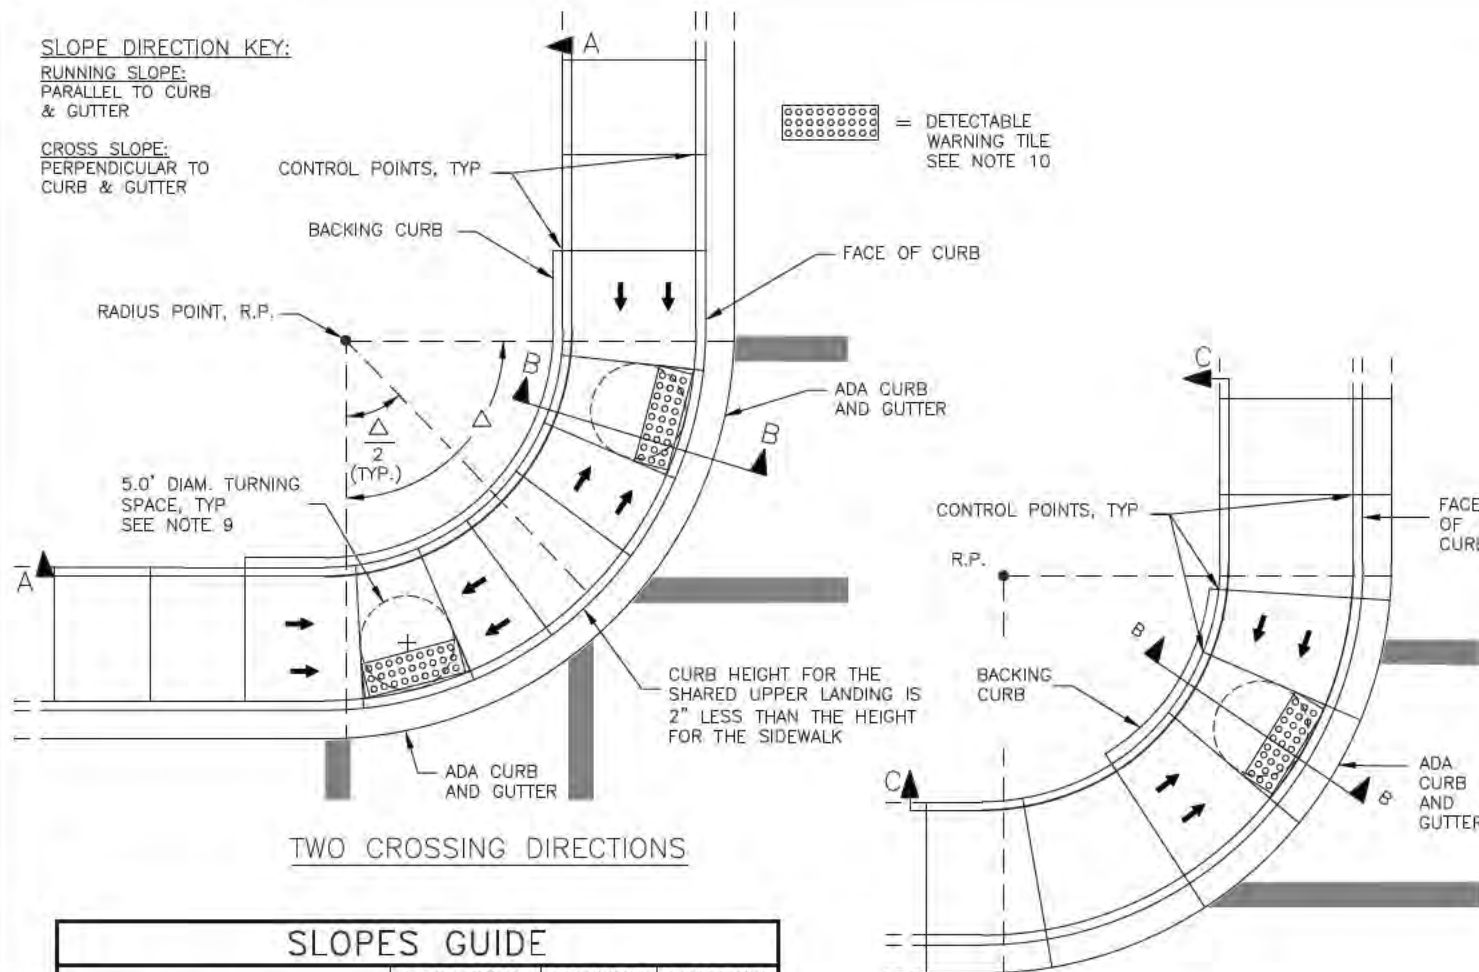 SLOPE DIRECTION KEY:
RUNNING SLOPE:
PARALLEL TO CURB
& GUTTER
CROSS SLOPE:
PERPENDICULAR TO
CURB & GUTTER
A
= DETECTABLE
WARNING TILE
SEE NOTE 10
CONTROL POINTS, TYP
BACKING CURB
FACE OF CURB
RADIUS POINT, R.P.
B
ADA CURB
AND GUTTER
B
△
△
2
(TYP.)
5.0' DIAM. TURNING
SPACE, TYP
SEE NOTE 9
A
CURB HEIGHT FOR THE
SHARED UPPER LANDING IS
2" LESS THAN THE HEIGHT
FOR THE SIDEWALK
ADA CURB
AND GUTTER
TWO CROSSING DIRECTIONS
C
CONTROL POINTS, TYP
FACE
OF
CURB
R.P.
B
BACKING
CURB
C
ADA
CURB
AND
GUTTER
B
SLOPES GUIDE